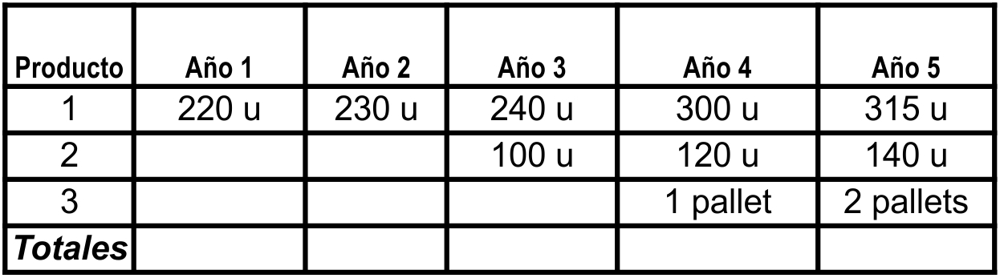 Producto Año 1 Año 2 Año 3 Año 4 Año 5
1 220 u 230 u 240 u 300 u 315 u
2 100 u 120 u 140 u
3 1 pallet 2 pallets
Totales